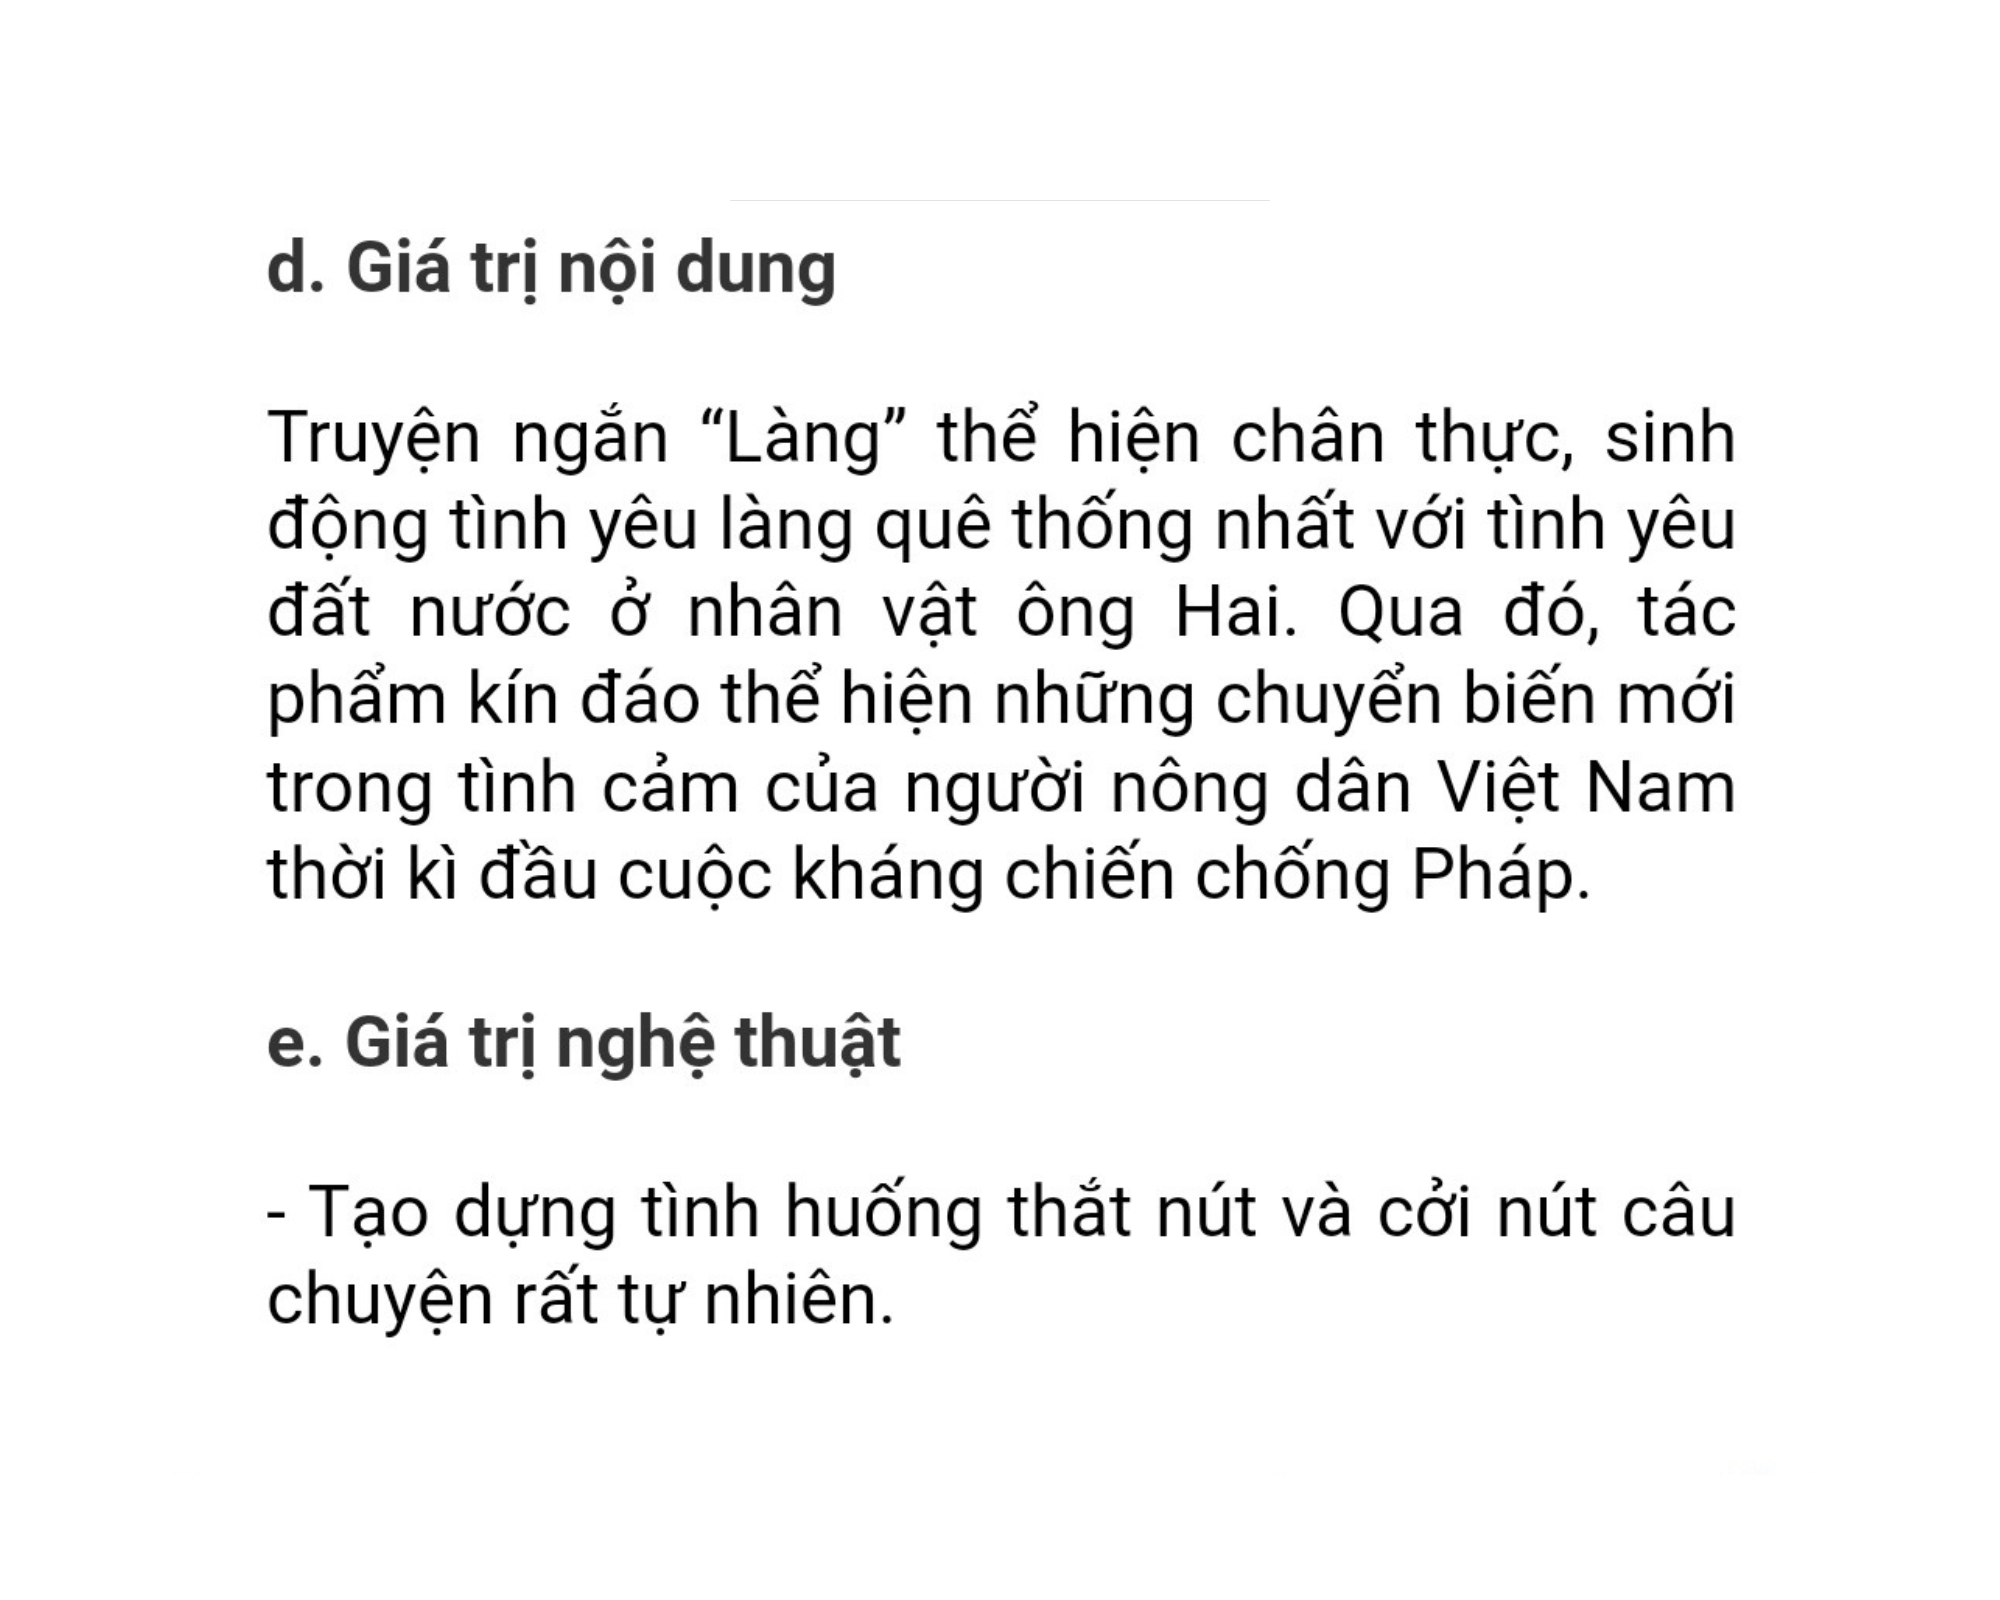 d. Giá trị nội dung
Truyện ngắn “Làng” thể hiện chân thực, sinh
động tình yêu làng quê thống nhất với tình yêu
đất nước ở nhân vật ông Hai. Qua đó, tác
phẩm kín đáo thể hiện những chuyển biến mới
trong tình cảm của người nông dân Việt Nam
thời kì đầu cuộc kháng chiến chống Pháp.
e. Giá trị nghệ thuật
- Tạo dựng tình huống thắt nút và cởi nút câu
chuyện rất tự nhiên.